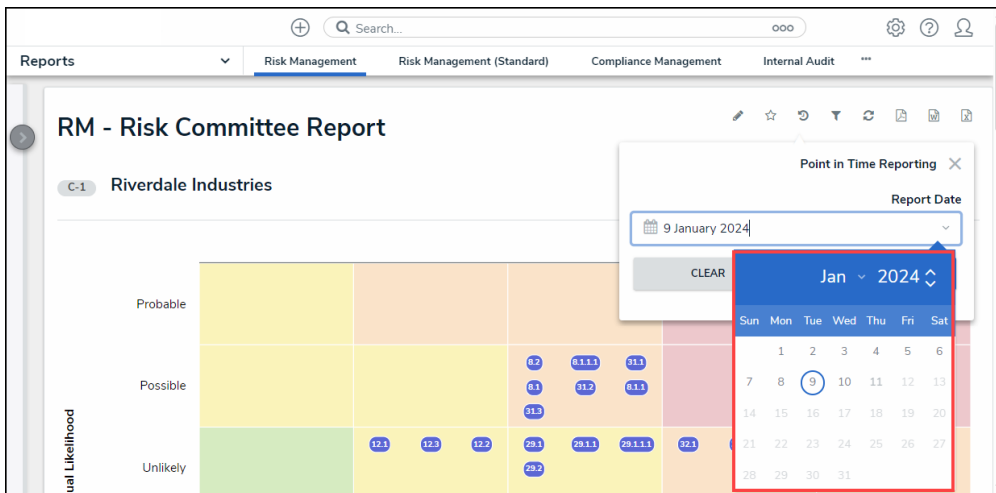 Search...
ooo
Reports
Risk Management
Risk Management (Standard)
Compliance Management
Internal Audit
RM - Risk Committee Report
C-1 Riverdale Industries
Point in Time Reporting
Report Date
9 January 2024
CLEAR
Jan 2024
Sun Mon Tue Wed Thu Fri Sat
1 2 3 4 5 6
7 8 9 10 11 12 13
14 15 16 17 18 19 20
21 22 23 24 25 26 27
28 29 30 31
Probable
Possible
8.2 8.1.1.1 31.1
8.1 31.2 8.1.1
31.3
Unlikely
12.1 12.3 12.2 29.1 29.1.1 29.1.1.1 32.1
29.2
Likelihood